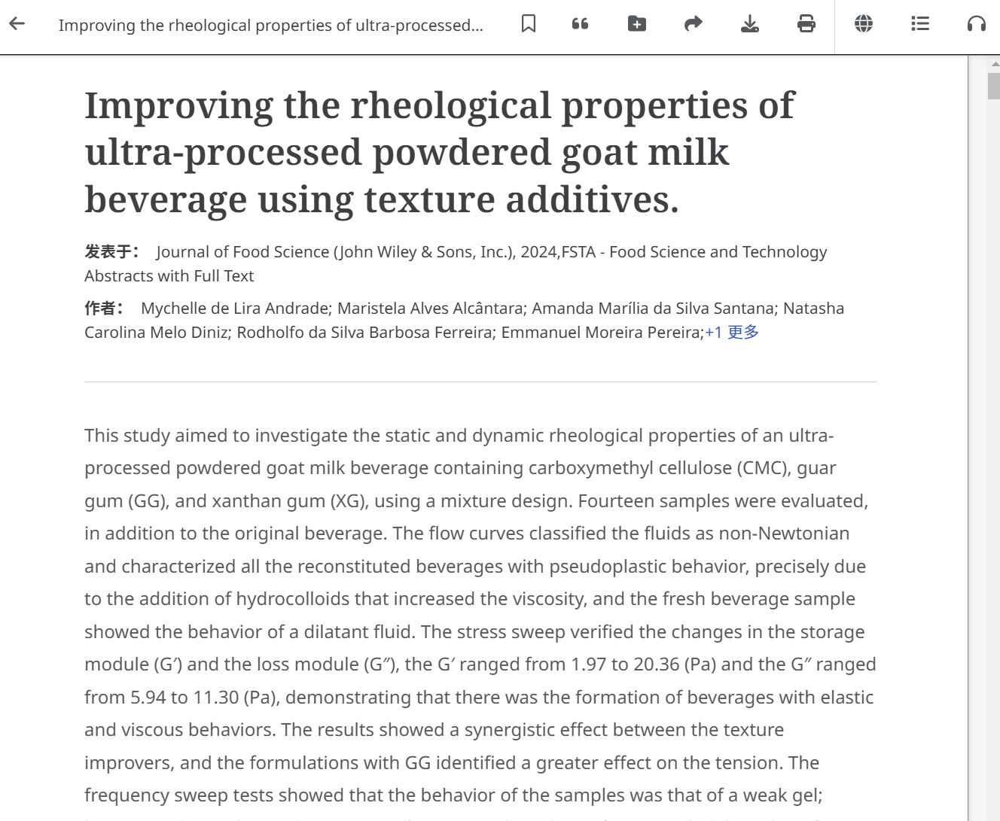 Improving the rheological properties of ultra-processed...
Improving the rheological properties of
ultra-processed powdered goat milk
beverage using texture additives.
发表于： Journal of Food Science (John Wiley & Sons, Inc.), 2024,FSTA - Food Science and Technology
Abstracts with Full Text
作者： Mychelle de Lira Andrade; Maristela Alves Alcântara; Amanda Marília da Silva Santana; Natasha
Carolina Melo Diniz; Rodholfo da Silva Barbosa Ferreira; Emmanuel Moreira Pereira;+1 更多
This study aimed to investigate the static and dynamic rheological properties of an ultra-
processed powdered goat milk beverage containing carboxymethyl cellulose (CMC), guar
gum (GG), and xanthan gum (XG), using a mixture design. Fourteen samples were evaluated,
in addition to the original beverage. The flow curves classified the fluids as non-Newtonian
and characterized all the reconstituted beverages with pseudoplastic behavior, precisely due
to the addition of hydrocolloids that increased the viscosity, and the fresh beverage sample
showed the behavior of a dilatant fluid. The stress sweep verified the changes in the storage
module (G′) and the loss module (G″), the G′ ranged from 1.97 to 20.36 (Pa) and the G″ ranged
from 5.94 to 11.30 (Pa), demonstrating that there was the formation of beverages with elastic
and viscous behaviors. The results showed a synergistic effect between the texture
improvers, and the formulations with GG identified a greater effect on the tension. The
frequency sweep tests showed that the behavior of the samples was that of a weak gel;